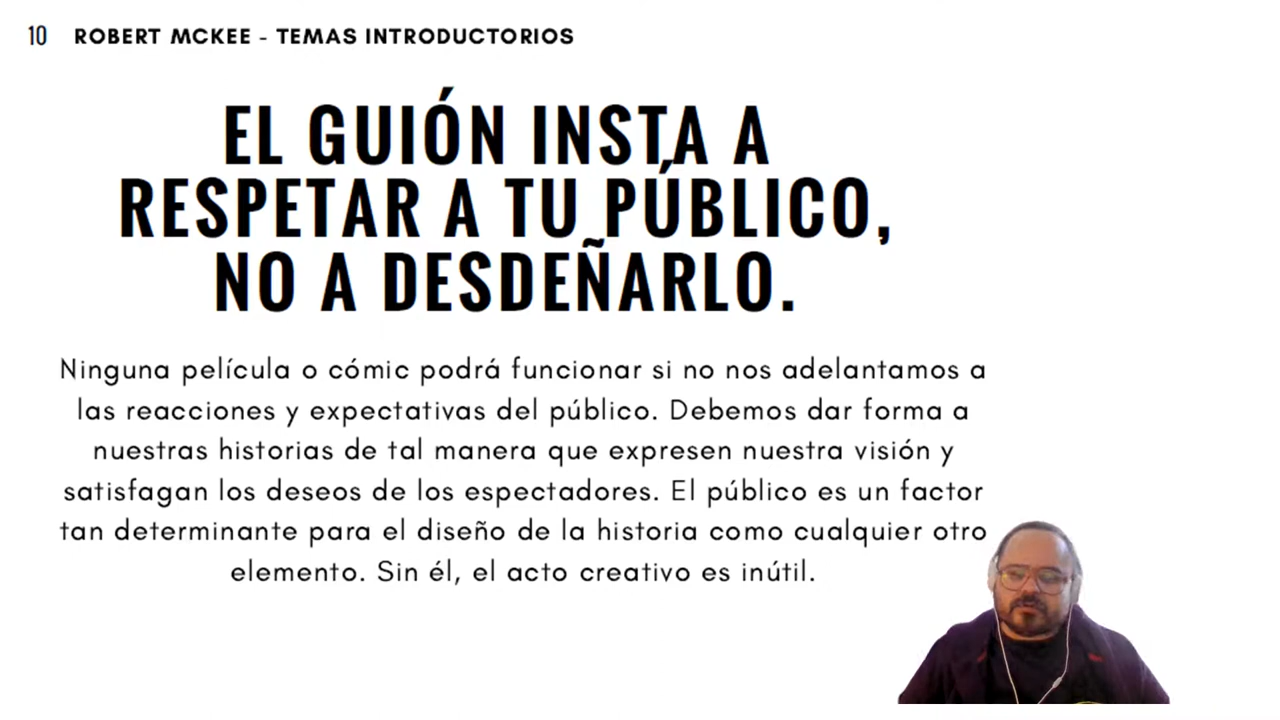 10 ROBERT MCKEE - TEMAS INTRODUCTORIOS
EL GUIÓN INSTA A
RESPETAR A TU PÚBLICO,
NO A DESDEÑARLO.
Ninguna película o cómic podrá funcionar si no nos adelantamos a
las reacciones y expectativas del público. Debemos dar forma a
nuestras historias de tal manera que expresen nuestra visión y
satisfagan los deseos de los espectadores. El público es un factor
tan determinante para el diseño de la historia como cualquier otro
elemento. Sin él, el acto creativo es inútil.